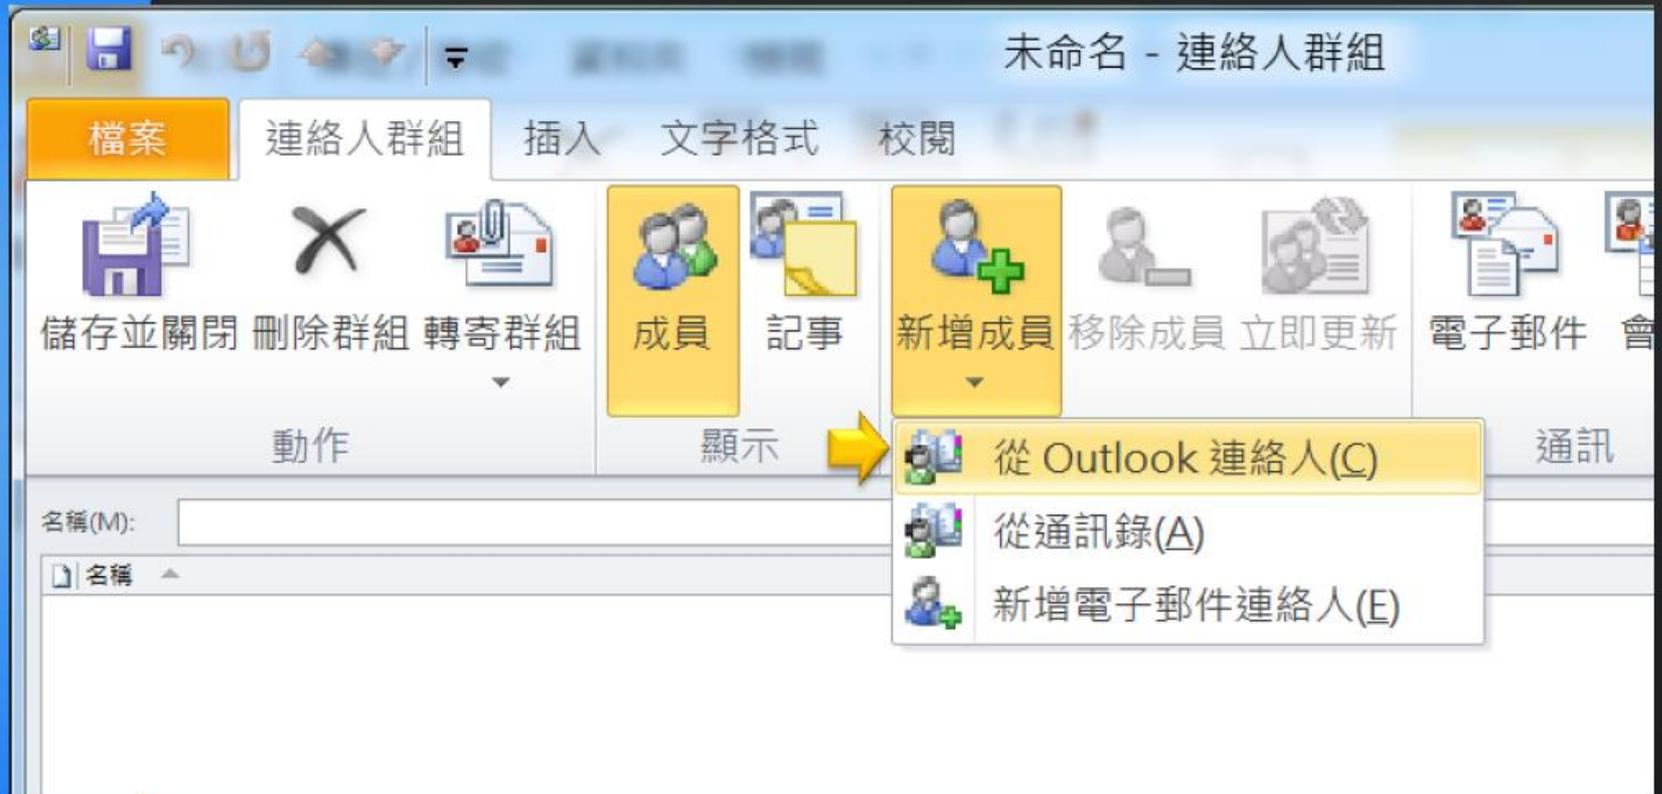 未命名 - 連絡人群組
檔案 連絡人群組 插入 文字格式 校閱
儲存並關閉 刪除群組 轉寄群組 成員 記事 新增成員 移除成員 立即更新 電子郵件 會
動作 顯示 通訊
從 Outlook 連絡人(C)
名稱(M):
從通訊錄(A)
名稱
新增電子郵件連絡人(E)